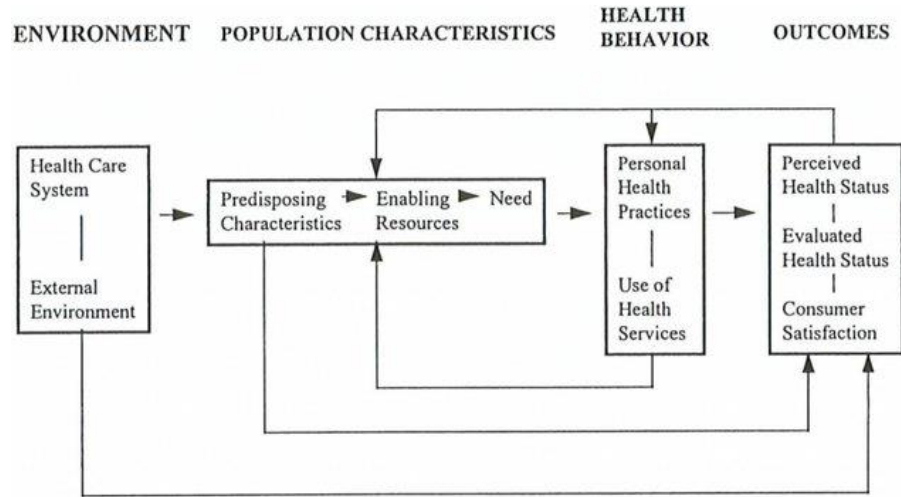 ENVIRONMENT
POPULATION CHARACTERISTICS
HEALTH
BEHAVIOR
OUTCOMES
Health Care
System
External
Environment
Predisposing
Characteristics
Enabling
Resources
Need
Personal
Health
Practices
Use of
Health
Services
Perceived
Health Status
Evaluated
Health Status
Consumer
Satisfaction